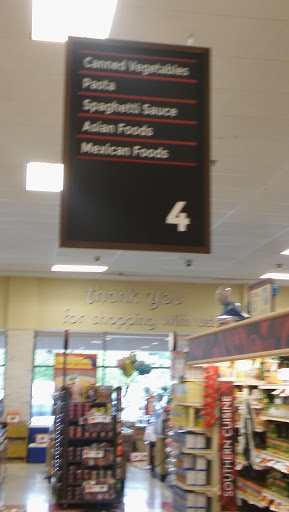 Canned Vegetables
Pasta
Spaghetti Sauce
Asian Foods
Mexican Foods
4
thank you
for shopping with us
SOUTHERN CUISINE